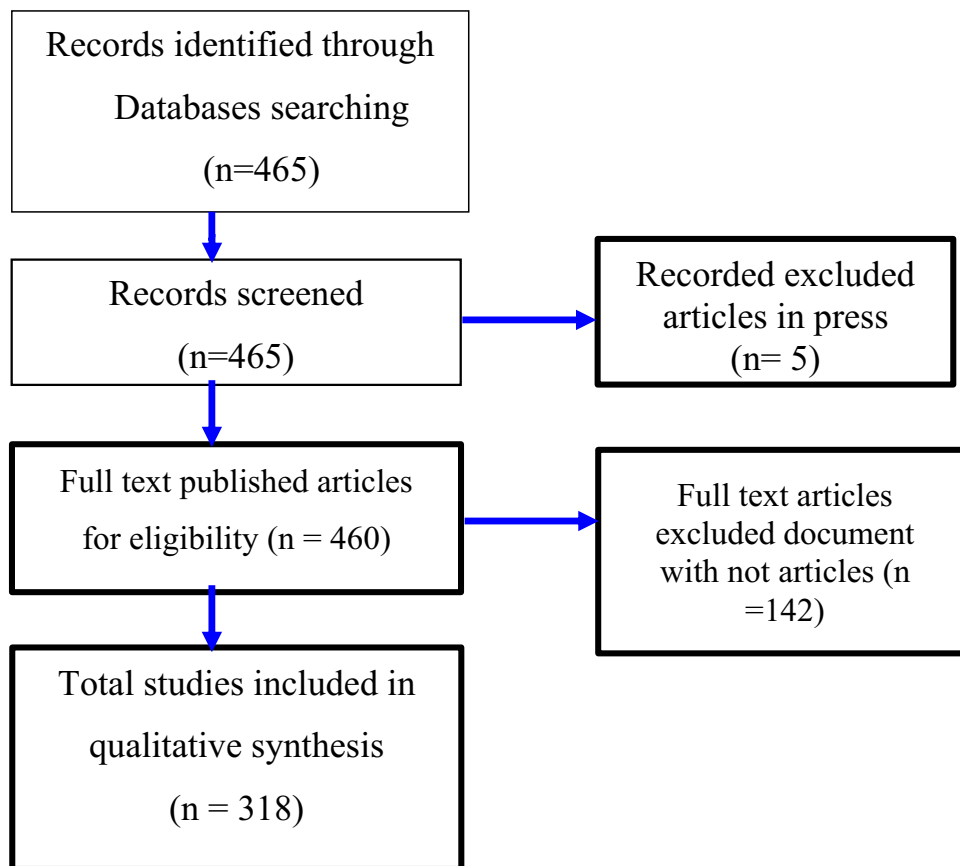 Records identified through
Databases searching
(n=465)
Records screened
(n=465)
Recorded excluded
articles in press
(n= 5)
Full text published articles
for eligibility (n = 460)
Full text articles
excluded document
with not articles (n
=142)
Total studies included in
qualitative synthesis
(n = 318)